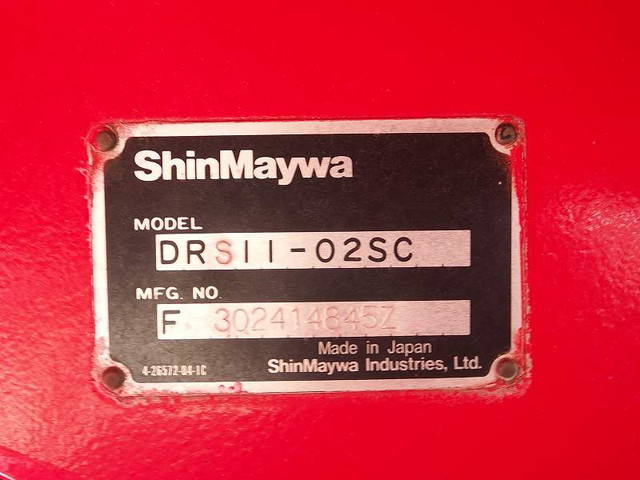 ShinMaywa
MODEL
DRS11-02SC
MFG. NO.
F 302414845Z
Made in Japan
4-26572-04-1C
ShinMaywa Industries, Ltd.